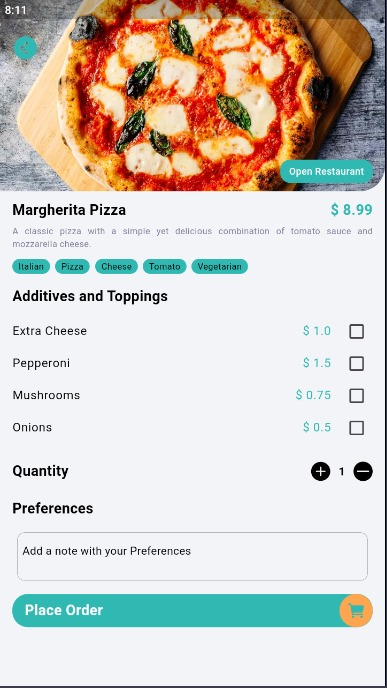 8:11
Open Restaurant
Margherita Pizza $ 8.99
A classic pizza with a simple yet delicious combination of tomato sauce and
mozzarella cheese.
Italian Pizza Cheese Tomato Vegetarian
Additives and Toppings
Extra Cheese $ 1.0
Pepperoni $ 1.5
Mushrooms $ 0.75
Onions $ 0.5
Quantity 1
Preferences
Add a note with your Preferences
Place Order